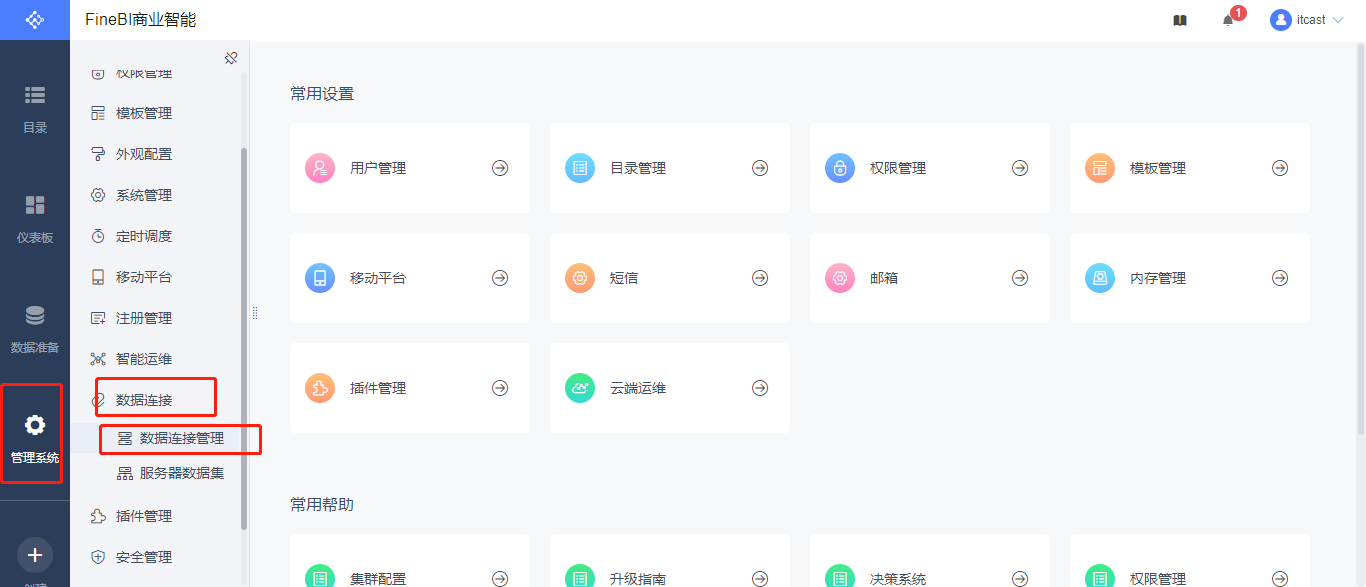 FineBI商业智能
1
itcast
目录
仪表板
数据准备
管理系统
权限管理
模板管理
外观配置
系统管理
定时调度
移动平台
注册管理
智能运维
数据连接
数据连接管理
服务器数据集
插件管理
安全管理
常用设置
用户管理
目录管理
权限管理
模板管理
移动平台
短信
邮箱
内存管理
插件管理
云端运维
常用帮助
集群配置
升级指南
决策系统
权限管理